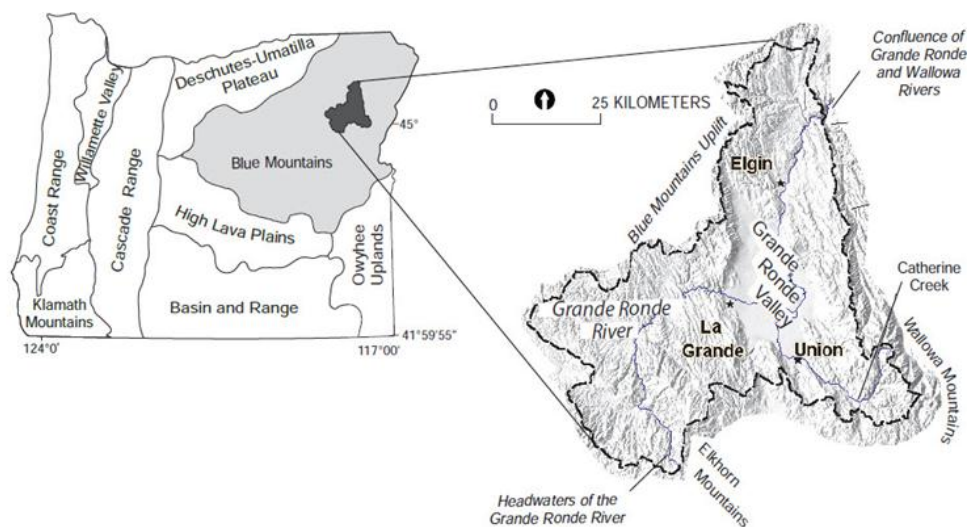 Deschutes-Umatilla
Plateau
Willamette Valley
Coast Range
Cascade Range
Blue Mountains
45°
High Lava Plains
Owyhee
Uplands
Klamath
Mountains
Basin and Range
124°0'
117°00'
41°59'55"
0
25 KILOMETERS
Confluence of
Grande Ronde
and Wallowa
Rivers
Blue Mountains Uplift
Elgin
Grande
Ronde
Valley
Catherine
Creek
Grande Ronde
River
La
Grande
Union
Wallowa Mountains
Elkhorn
Mountains
Headwaters of the
Grande Ronde River